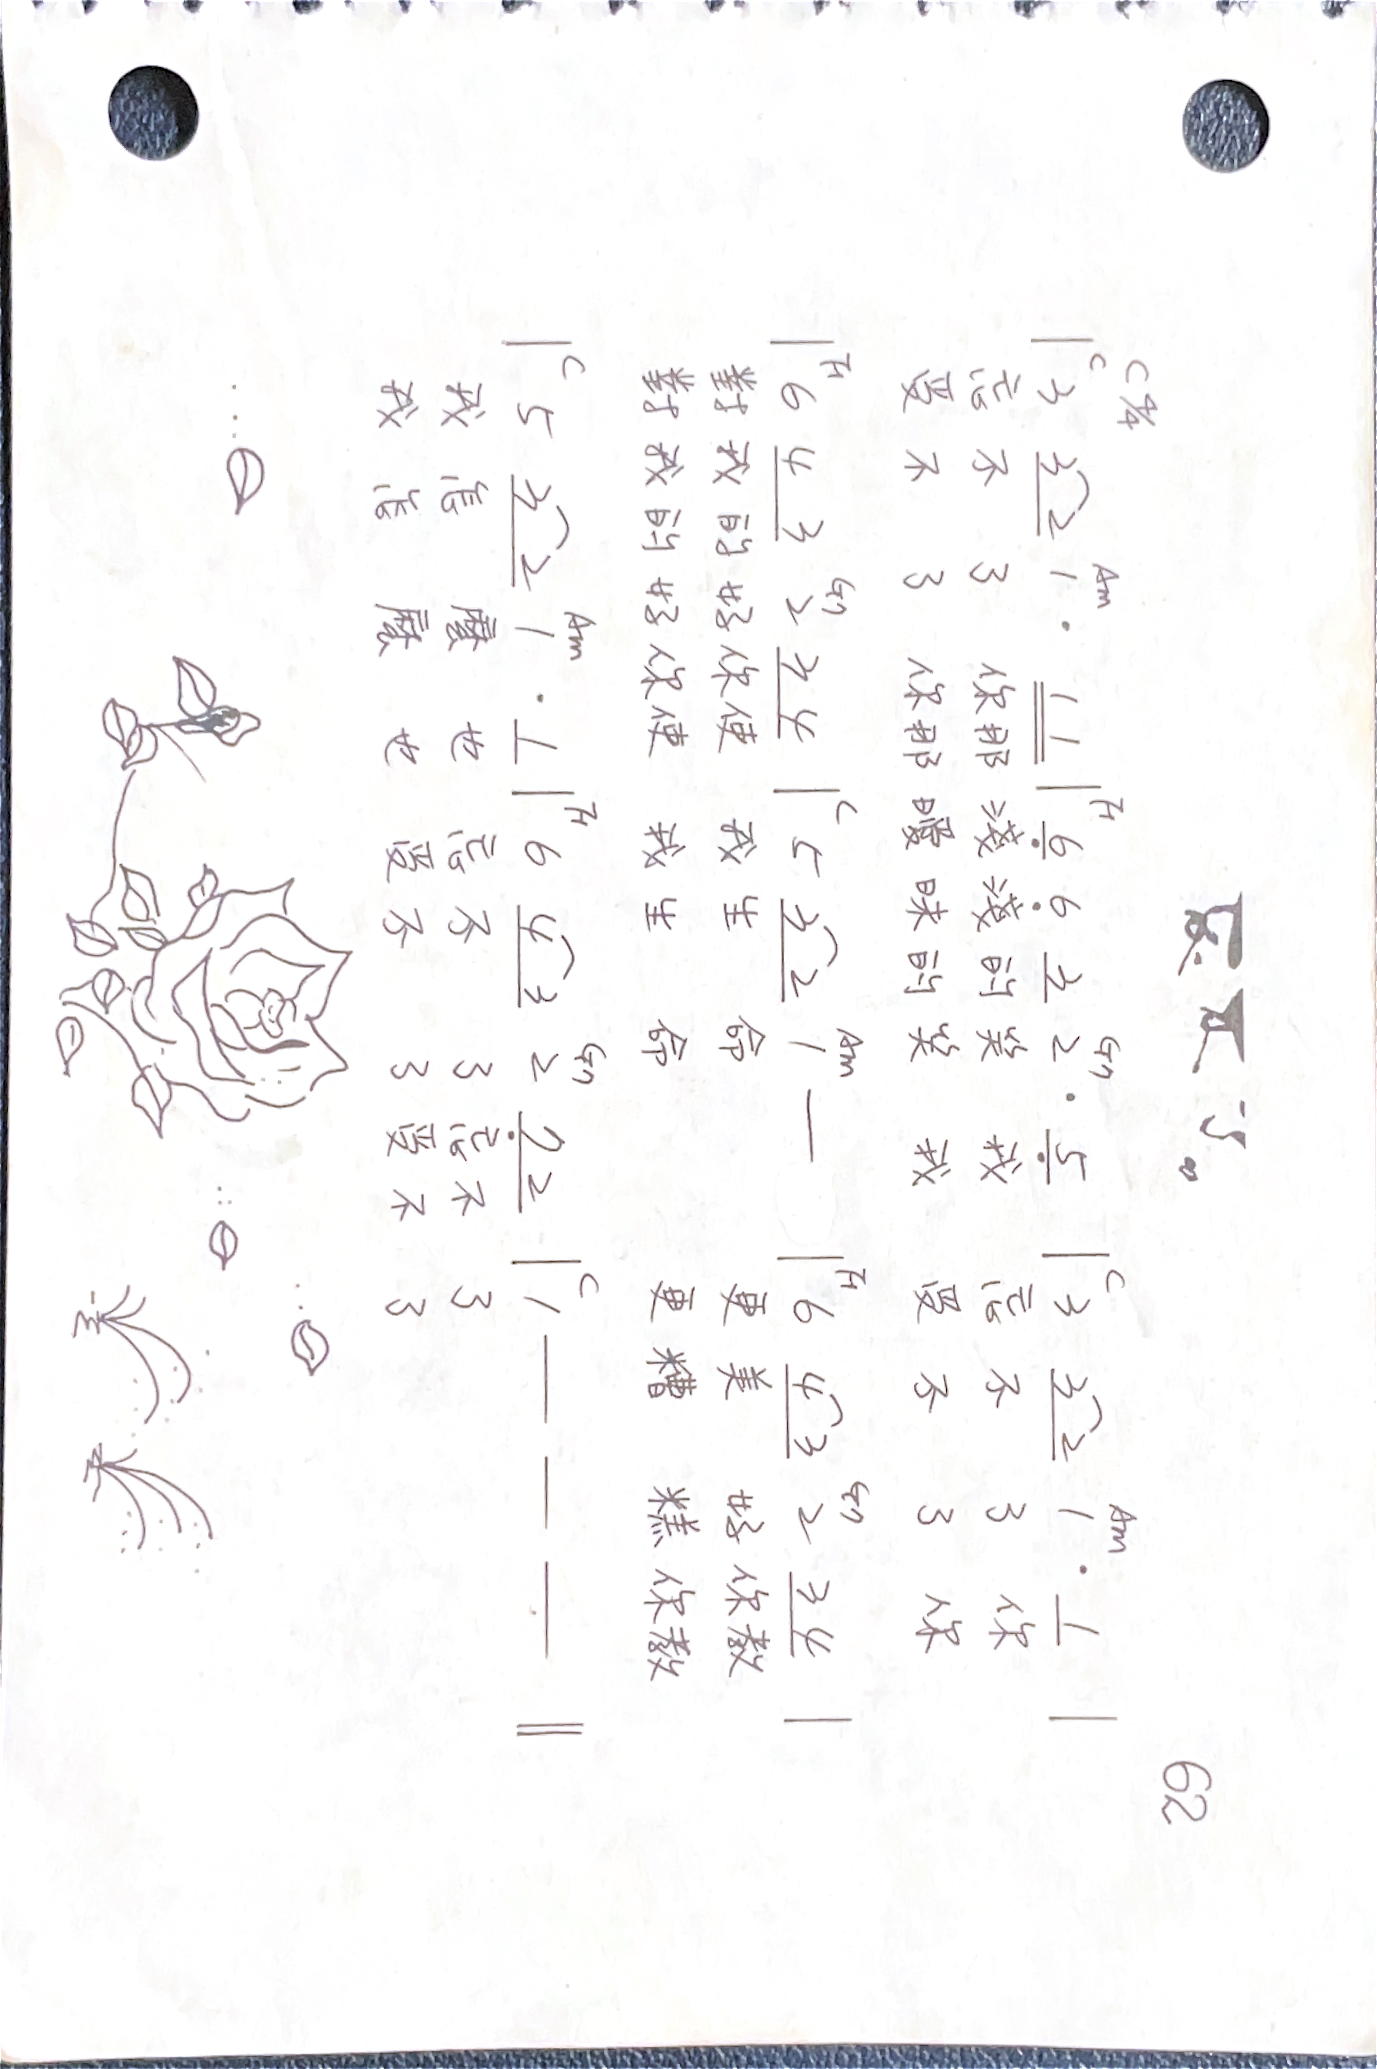 忘不了
62
C 4/4
C Am F G7 C Am
| 3 3 2 1 · 1 1 | 6 6 3 2 · 5 | 3 3 2 1 · 1 |
忘 不 了 你那 淺 淺 的 笑 我 忘 不 了 你
受 不 了 你那 曖 昧 的 笑 我 受 不 了 你
F G7 C Am F G7
| 6 4 3 2 3 4 | 5 3 2 1 — | 6 4 3 2 3 4 |
對 我 的 好 你使 我 生 命 更 美 好 你教
對 我 的 好 你使 我 生 命 更 糟 糕 你教
C Am F G7 C
| 5 3 2 1 · 1 | 6 4 3 2 7 2 | 1 — — — ‖
我 怎 麼 也 忘 不 了 忘 不 了
我 怎 麼 也 受 不 了 受 不 了